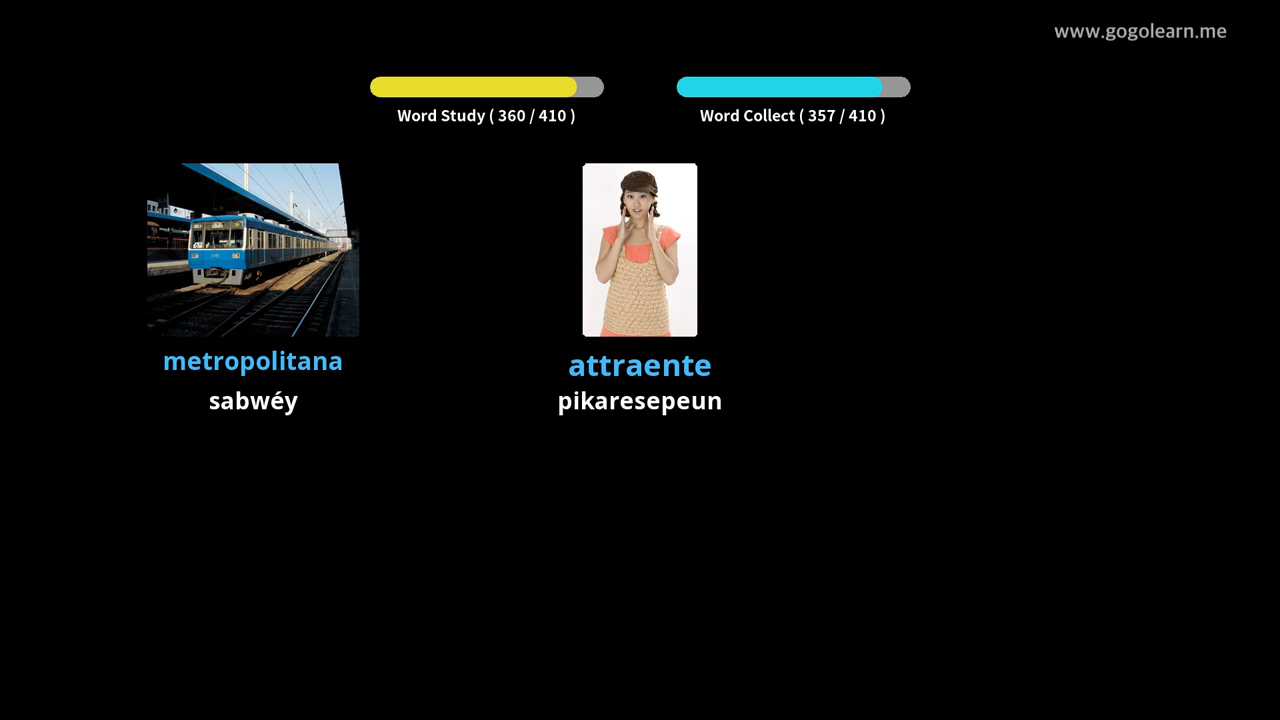 www.gogolearn.me
Word Study ( 360 / 410 )
Word Collect ( 357 / 410 )
metropolitana
sabwéy
attraente
pikaresepeun